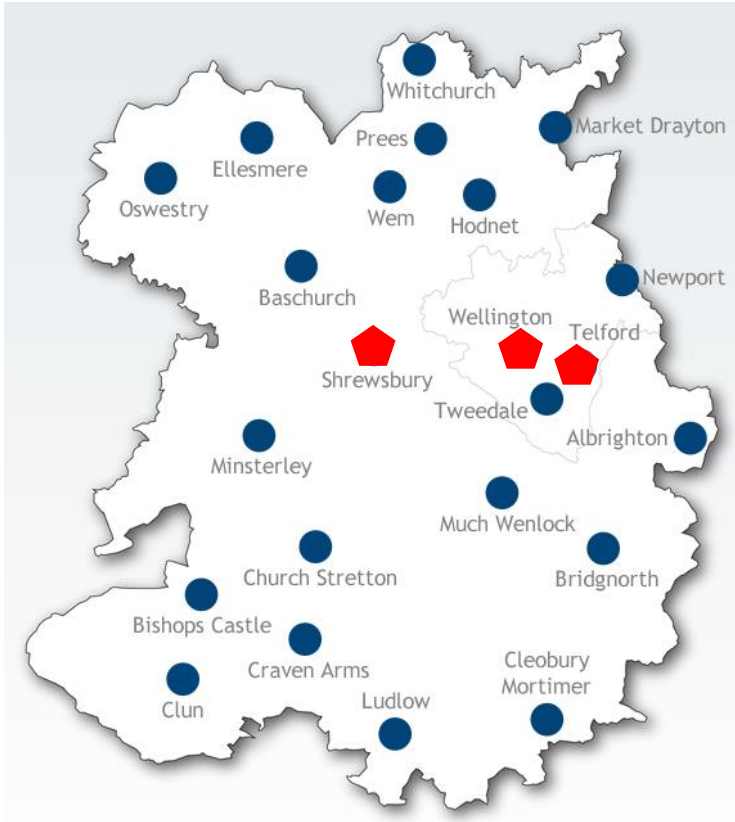 Whitchurch
Prees
Market Drayton
Ellesmere
Oswestry
Wem
Hodnet
Baschurch
Newport
Wellington
Telford
Shrewsbury
Tweedale
Albrighton
Minsterley
Much Wenlock
Church Stretton
Bridgnorth
Bishops Castle
Craven Arms
Cleobury
Mortimer
Clun
Ludlow